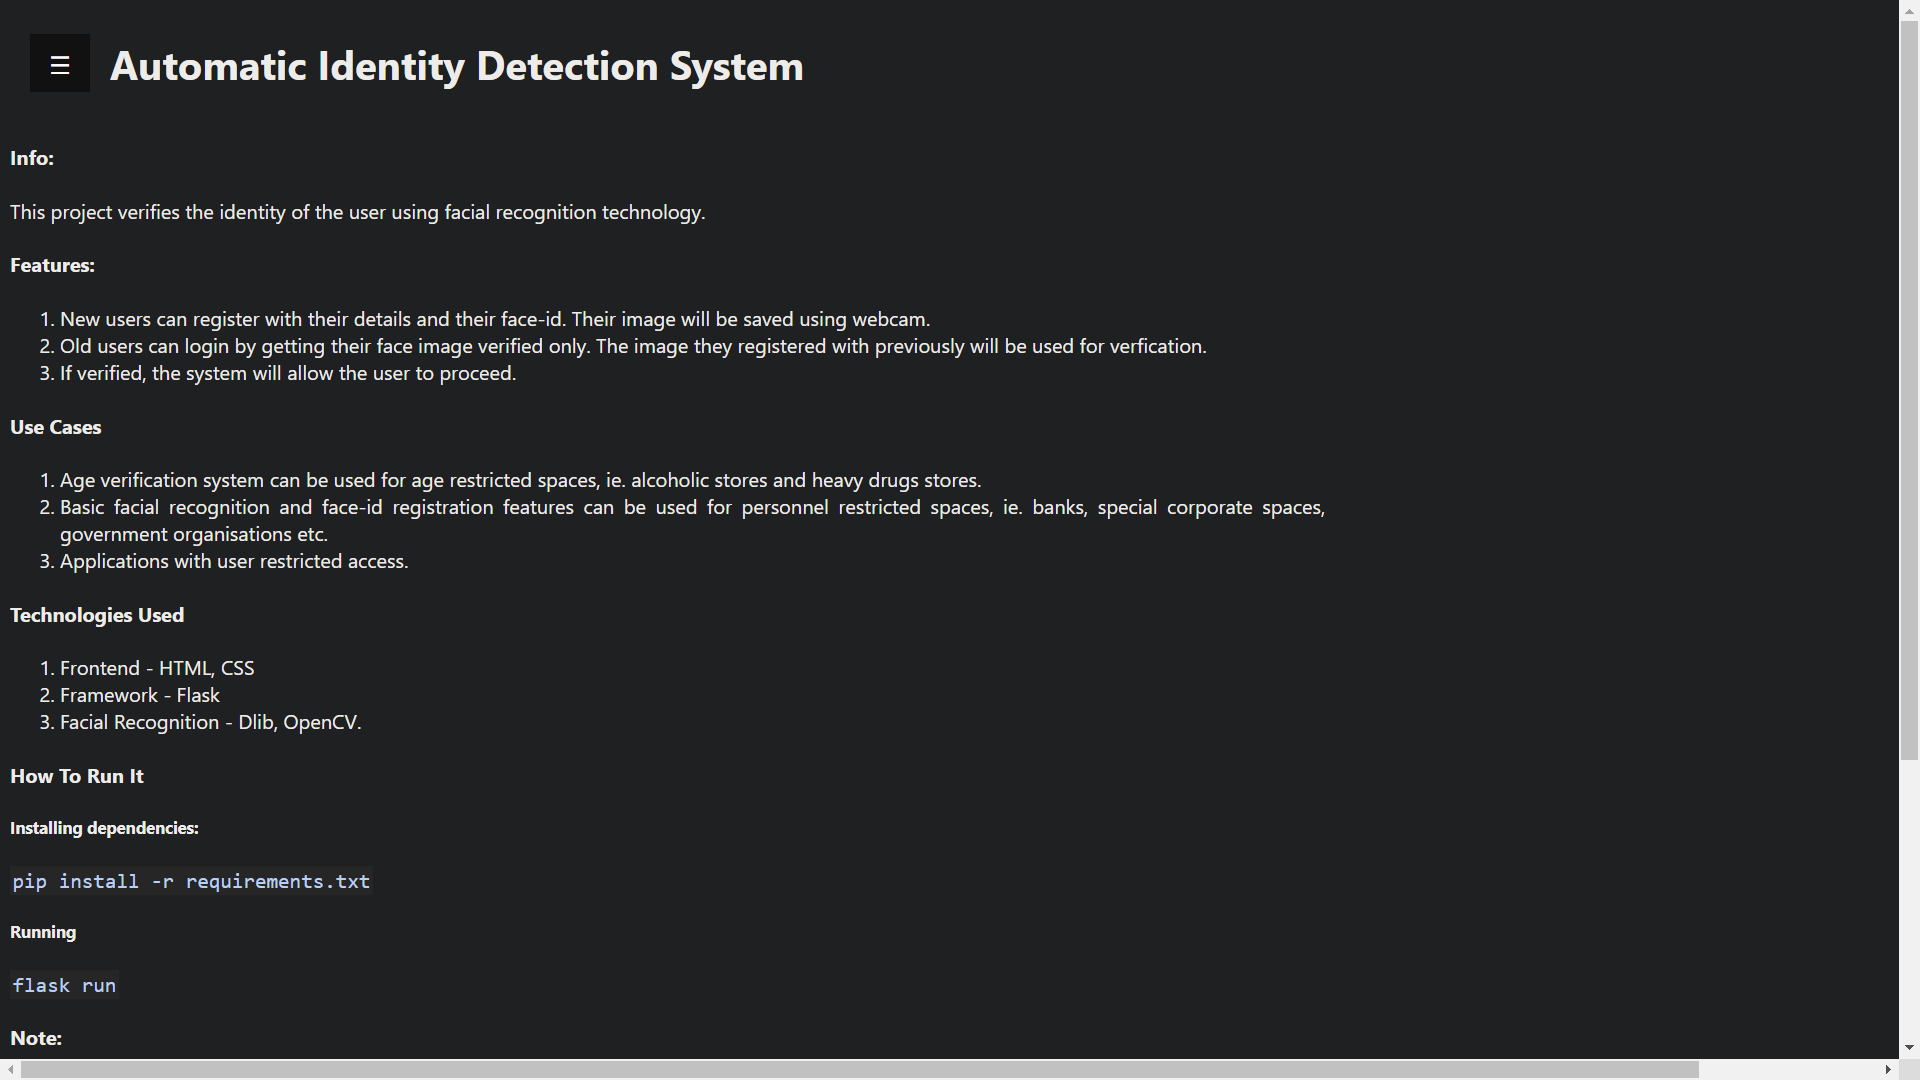 ☰ Automatic Identity Detection System
Info:
This project verifies the identity of the user using facial recognition technology.
Features:
1. New users can register with their details and their face-id. Their image will be saved using webcam.
2. Old users can login by getting their face image verified only. The image they registered with previously will be used for verfication.
3. If verified, the system will allow the user to proceed.
Use Cases
1. Age verification system can be used for age restricted spaces, ie. alcoholic stores and heavy drugs stores.
2. Basic facial recognition and face-id registration features can be used for personnel restricted spaces, ie. banks, special corporate spaces,
government organisations etc.
3. Applications with user restricted access.
Technologies Used
1. Frontend - HTML, CSS
2. Framework - Flask
3. Facial Recognition - Dlib, OpenCV.
How To Run It
Installing dependencies:
pip install -r requirements.txt
Running
flask run
Note: